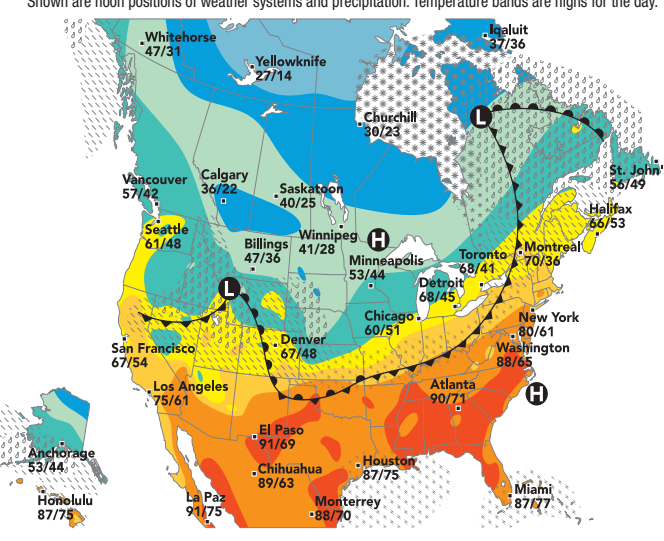 Shown are noon positions of weather systems and precipitation. Temperature bands are highs for the day.
Whitehorse
47/31
Yellowknife
27/14
Iqaluit
37/36
Churchill
30/23
L
St. John
56/49
Vancouver
57/42
Calgary
36/22
Saskatoon
40/25
Halifax
66/53
Seattle
61/48
Winnipeg
41/28
H
Billings
47/36
Minneapolis
53/44
Toronto
68/41
Montreal
70/36
L
Detroit
68/45
Chicago
60/51
New York
80/61
San Francisco
67/54
Denver
67/48
Washington
88/65
Los Angeles
75/61
Atlanta
90/71
H
El Paso
91/69
Anchorage
53/44
Chihuahua
89/63
Houston
87/75
Honolulu
87/75
La Paz
91/75
Monterrey
88/70
Miami
87/77